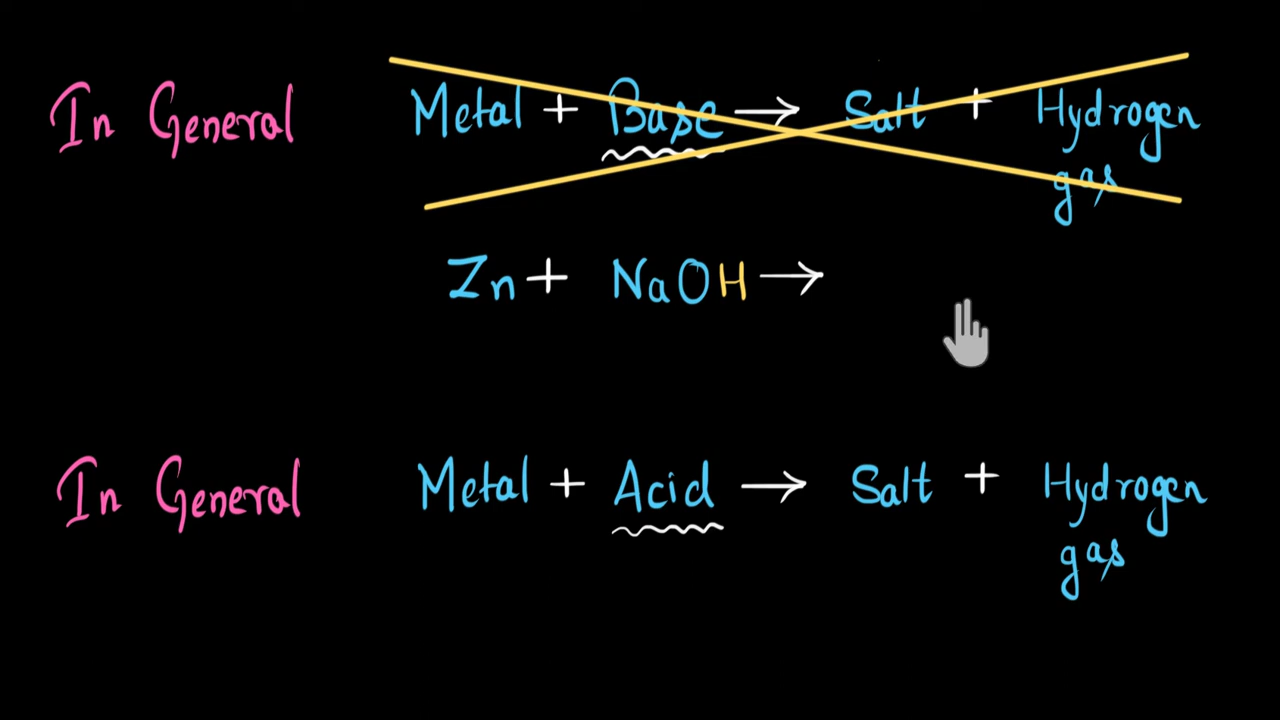 In General Metal + Base → Salt + Hydrogen
gas
Zn + NaOH →
In General Metal + Acid → Salt + Hydrogen
gas